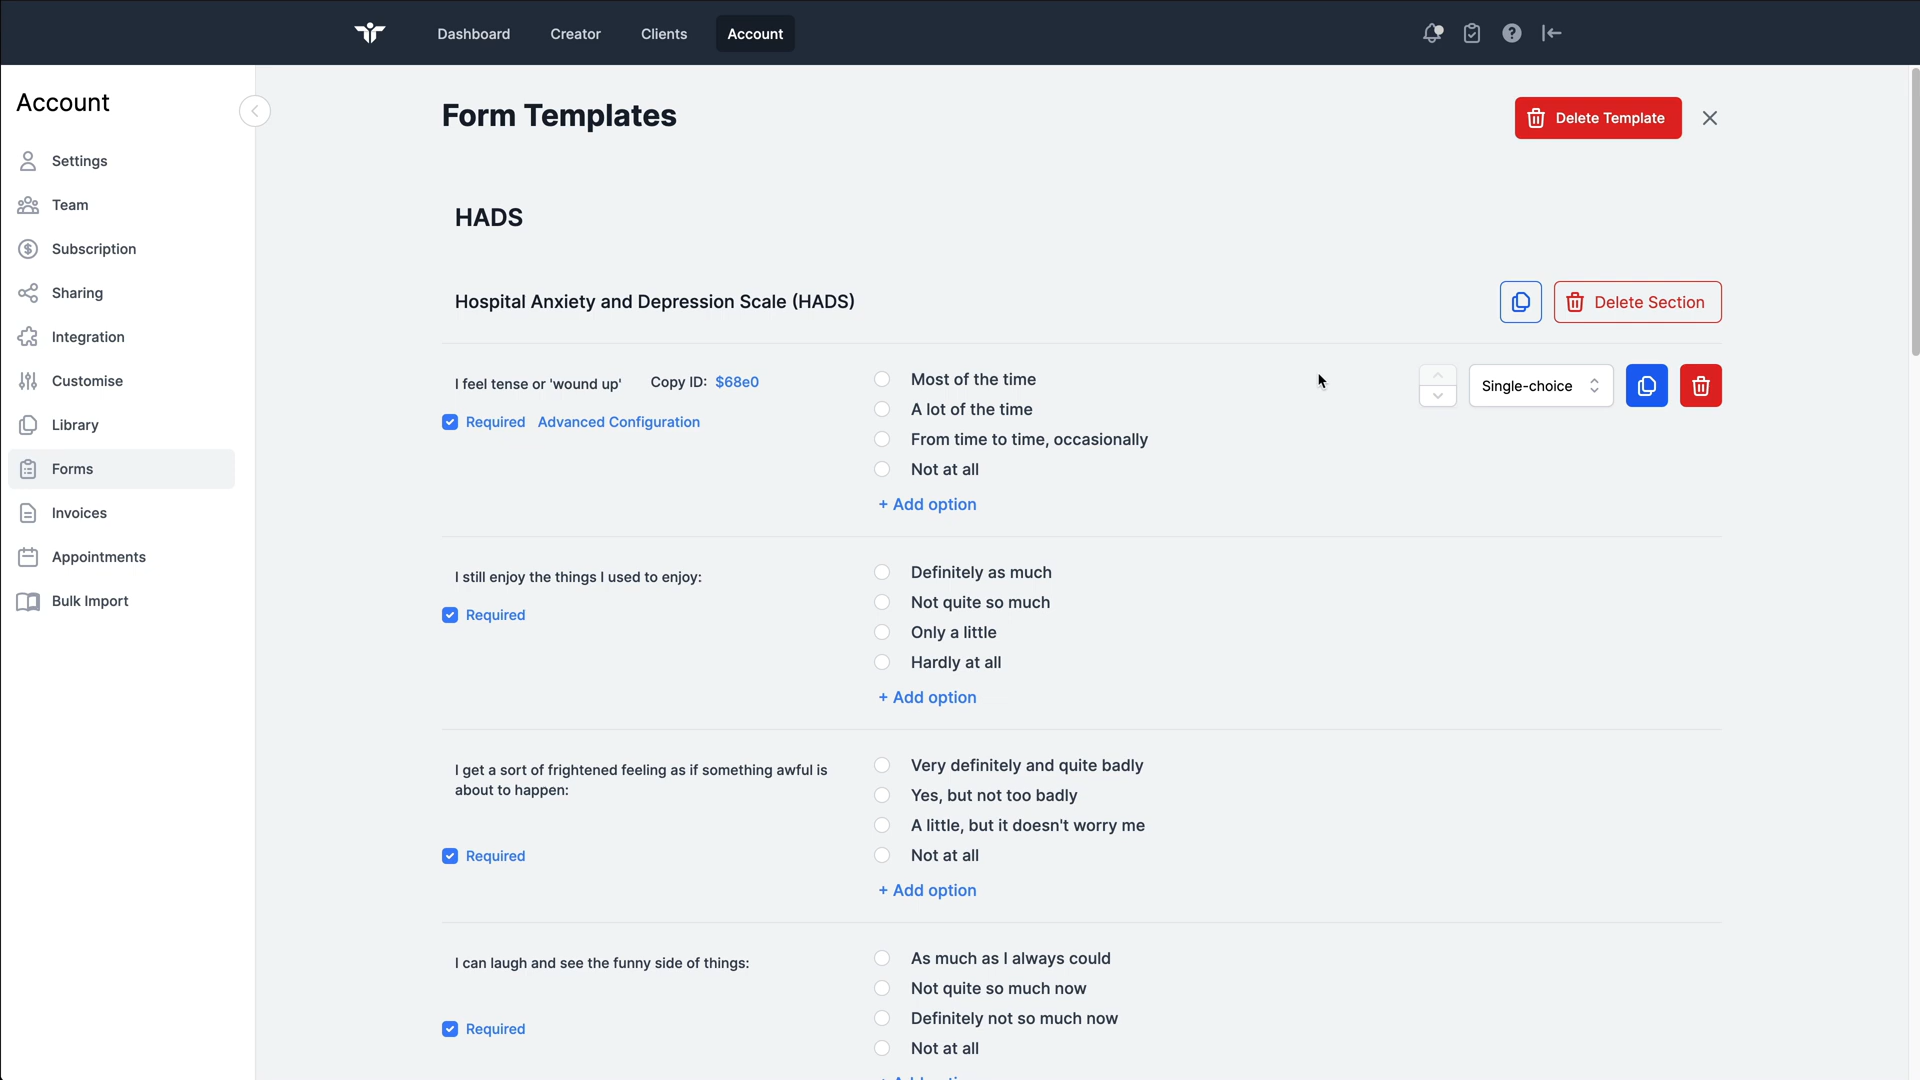 Dashboard
Creator
Clients
Account
Account
Settings
Team
Subscription
Sharing
Integration
Customise
Library
Forms
Invoices
Appointments
Bulk Import
Form Templates
Delete Template
HADS
Hospital Anxiety and Depression Scale (HADS)
Delete Section
I feel tense or 'wound up'
Copy ID: $68e0
Required
Advanced Configuration
Most of the time
A lot of the time
From time to time, occasionally
Not at all
+ Add option
Single-choice
I still enjoy the things I used to enjoy:
Required
Definitely as much
Not quite so much
Only a little
Hardly at all
+ Add option
I get a sort of frightened feeling as if something awful is
about to happen:
Required
Very definitely and quite badly
Yes, but not too badly
A little, but it doesn't worry me
Not at all
+ Add option
I can laugh and see the funny side of things:
Required
As much as I always could
Not quite so much now
Definitely not so much now
Not at all